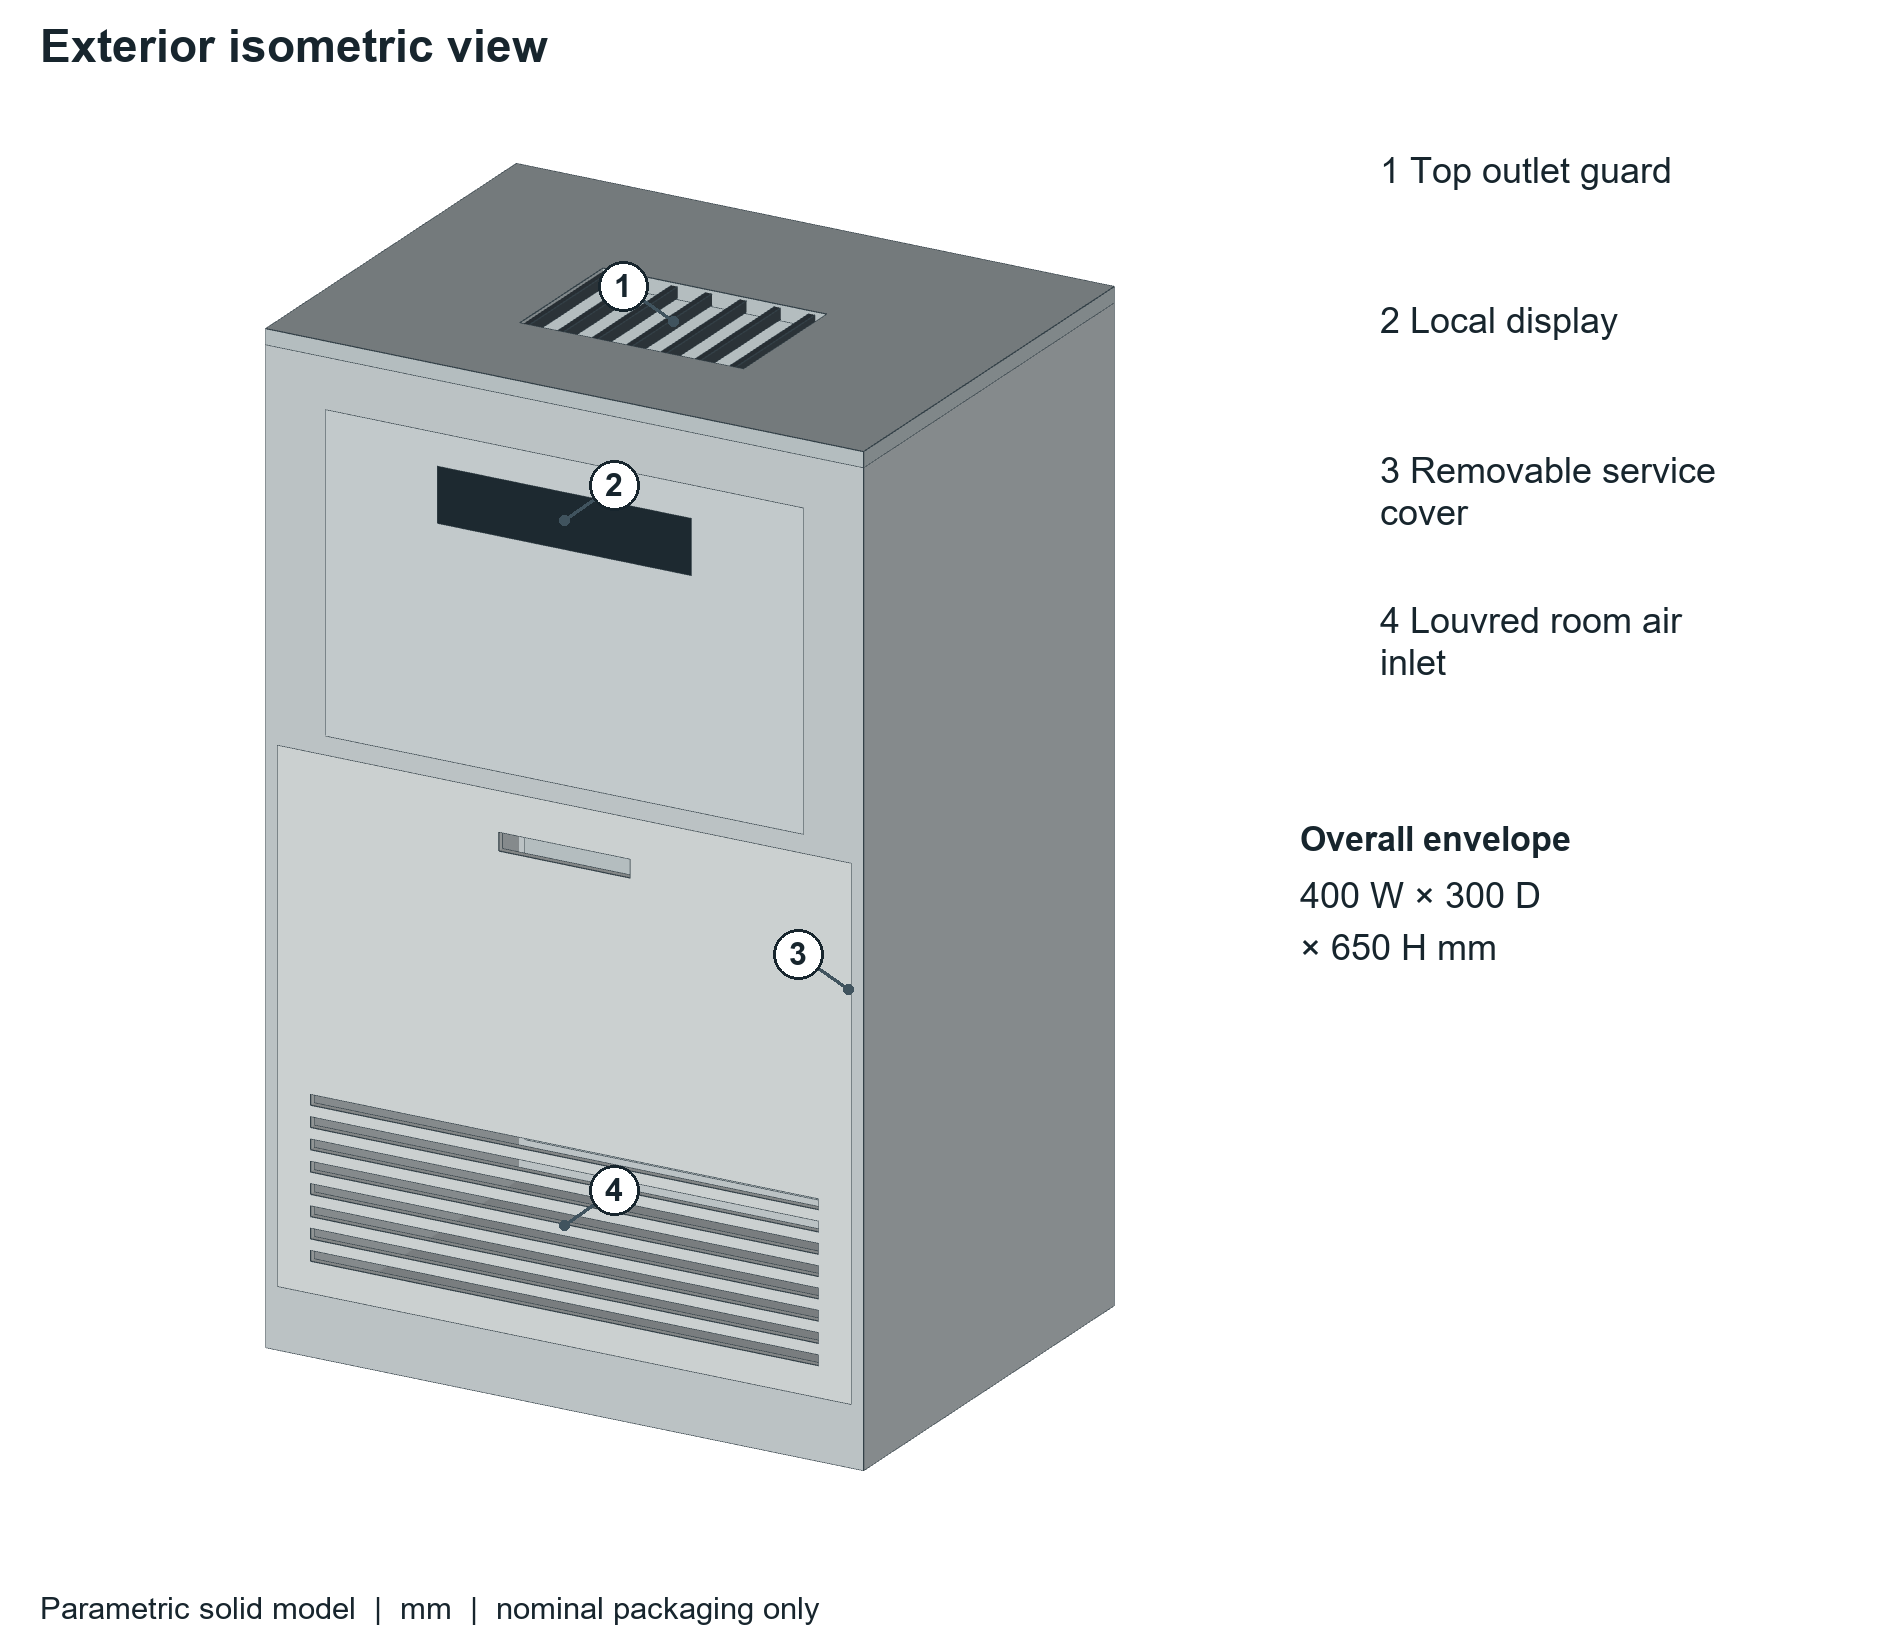 Exterior isometric view
1 Top outlet guard
1
2 Local display
2
3 Removable service
cover
4 Louvred room air
inlet
Overall envelope
400 W × 300 D
× 650 H mm
3
4
Parametric solid model | mm | nominal packaging only